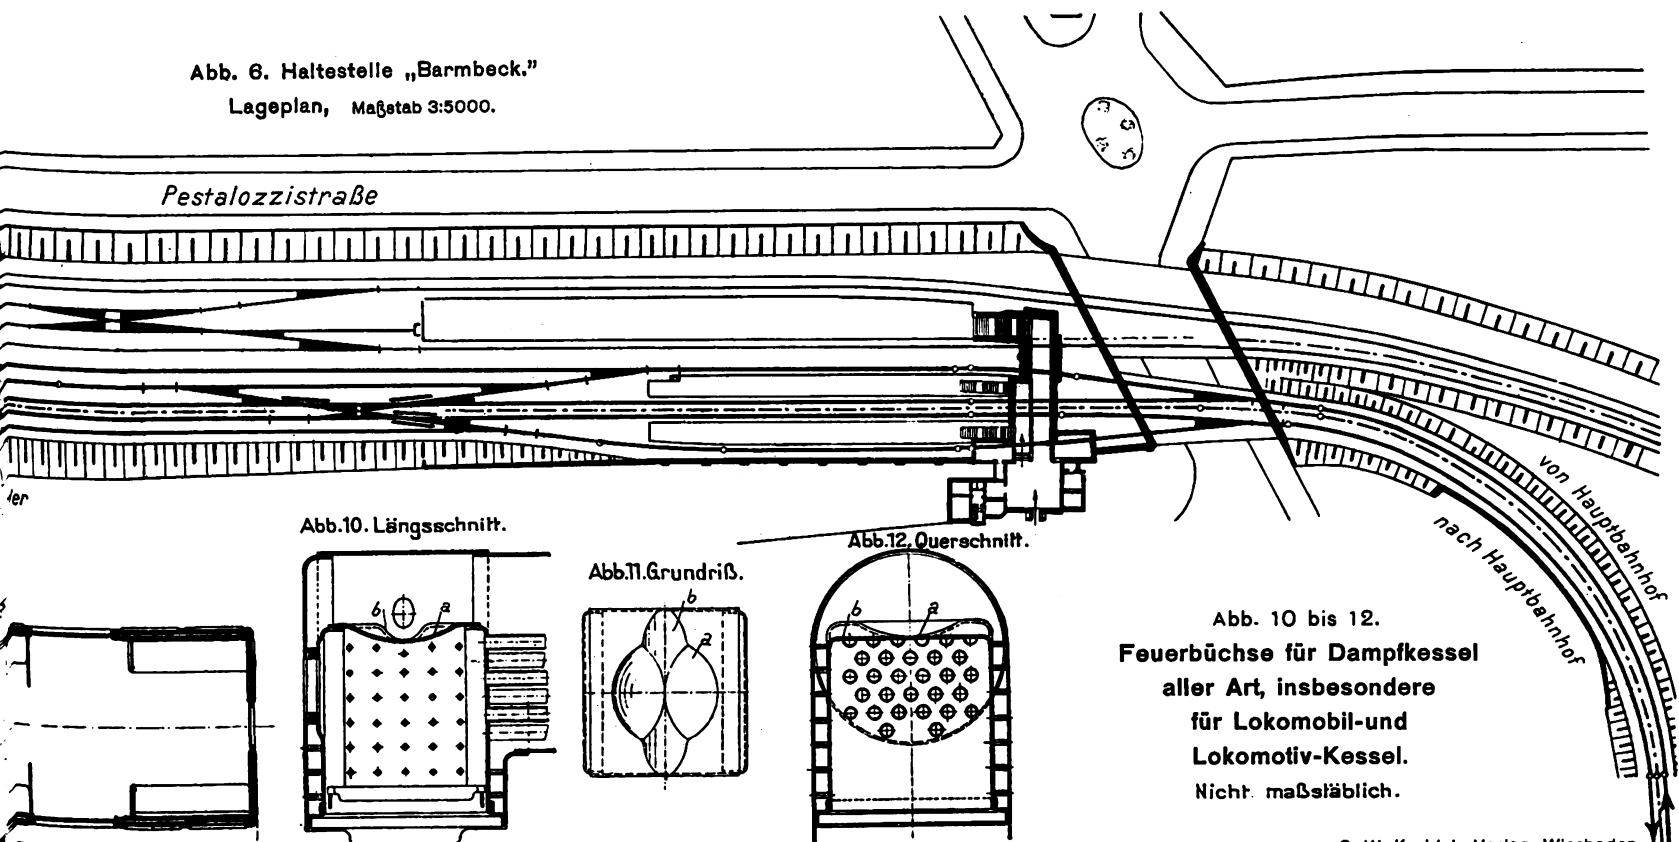 Abb. 6. Haltestelle „Barmbeck.”
Lageplan, Maßstab 3:5000.
Pestalozzistraße
von Hauptbahnhof
nach Hauptbahnhof
Abb.10. Längsschnitt.
b a
Abb.11.Grundriß.
b
a
Abb.12.Querschnitt.
b a
Abb. 10 bis 12.
Feuerbüchse für Dampfkessel
aller Art, insbesondere
für Lokomobil-und
Lokomotiv-Kessel.
Nicht maßstäblich.